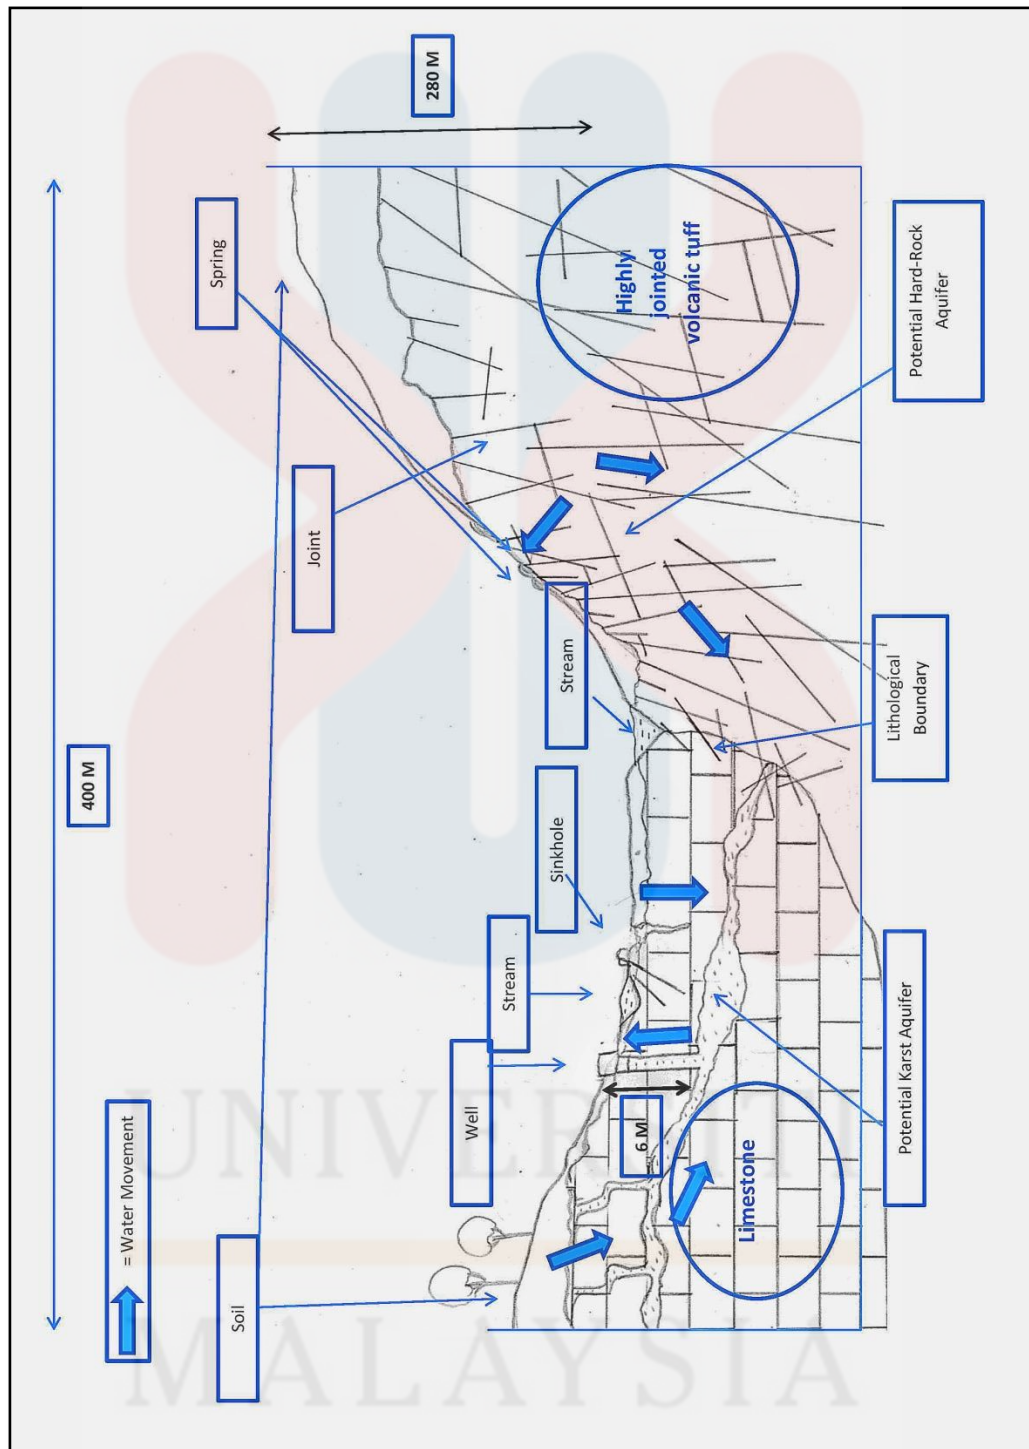 400 M
= Water Movement
Spring
Soil
Joint
280 M
Well
Stream
Sinkhole
Stream
6 M
Highly
jointed
volcanic tuff
Limestone
Potential Karst Aquifer
Lithological
Boundary
Potential Hard-Rock
Aquifer
UNIVERSITI
MALAYSIA